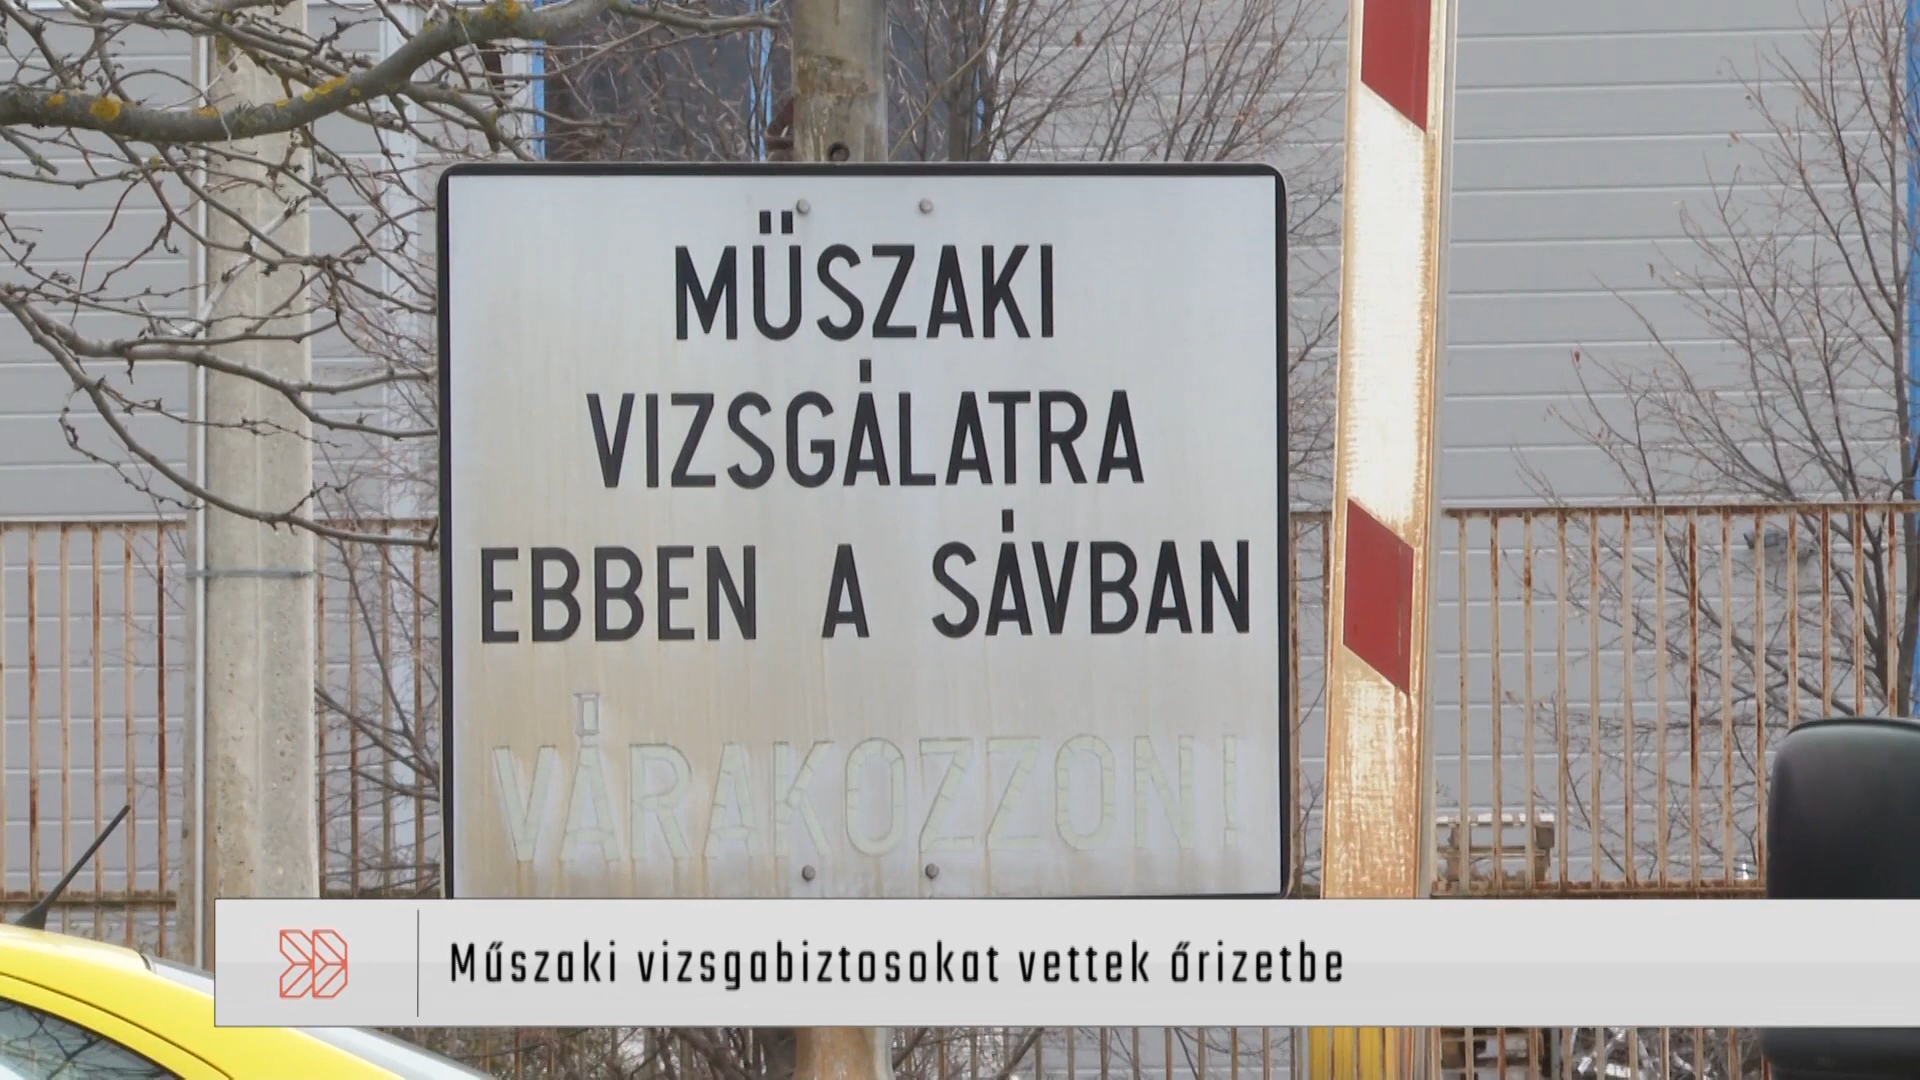 MŰSZAKI
VIZSGÁLATRA
EBBEN A SÁVBAN
VÁRAKOZZON!
Műszaki vizsgabiztosokat vettek őrizetbe